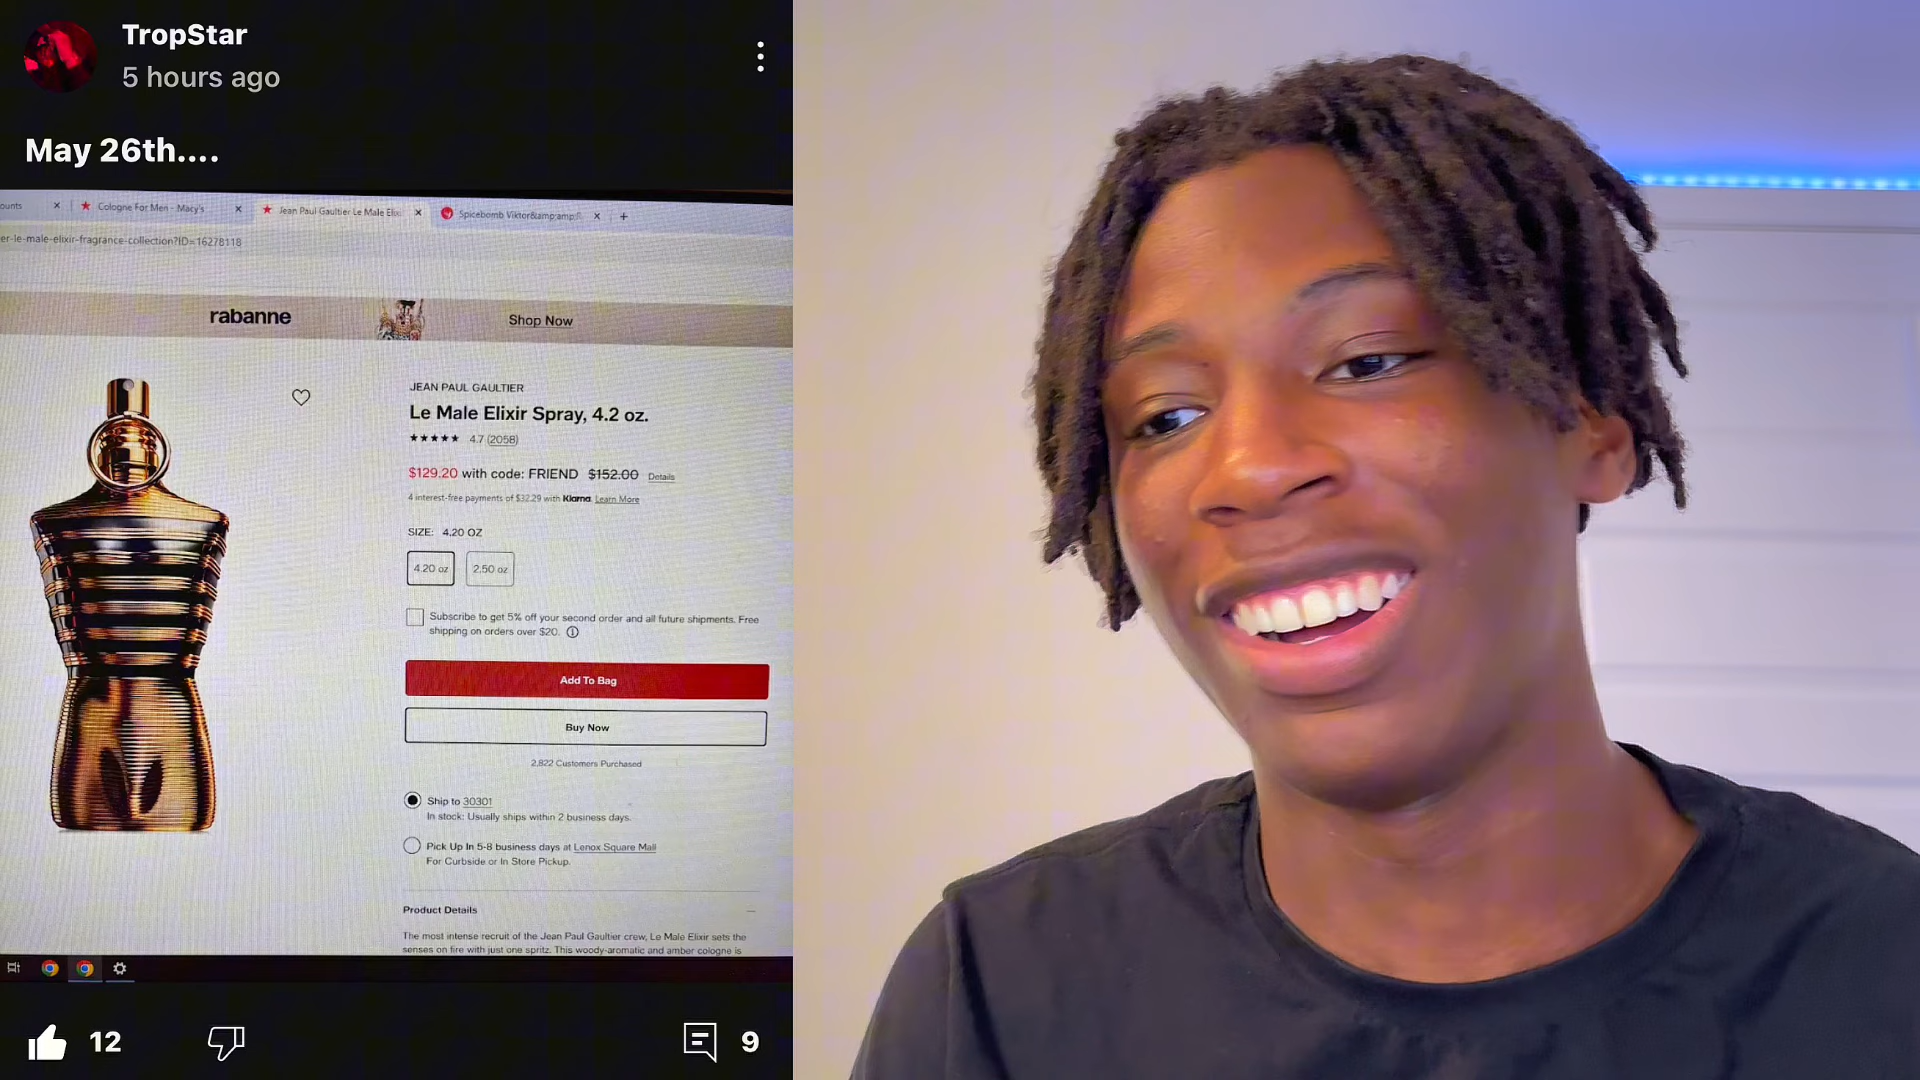 TropStar
5 hours ago
May 26th....
ounts
Cologne For Men - Macy's
Jean Paul Gaultier Le Male Elix
Spicebomb Viktor&amp;amp;R
er-le-male-elixir-fragrance-collection?ID=16278118
rabanne
Shop Now
JEAN PAUL GAULTIER
Le Male Elixir Spray, 4.2 oz.
4.7 (2058)
$129.20 with code: FRIEND $152.00 Details
4 interest-free payments of $32.29 with Klarna. Learn More
SIZE: 4.20 OZ
4.20 oz
2.50 oz
Subscribe to get 5% off your second order and all future shipments. Free
shipping on orders over $20.
Add To Bag
Buy Now
2,822 Customers Purchased
Ship to 30301
In stock: Usually ships within 2 business days.
Pick Up In 5-8 business days at Lenox Square Mall
For Curbside or In Store Pickup.
Product Details
The most intense recruit of the Jean Paul Gaultier crew, Le Male Elixir sets the
senses on fire with just one spritz. This woody-aromatic and amber cologne is
12
9